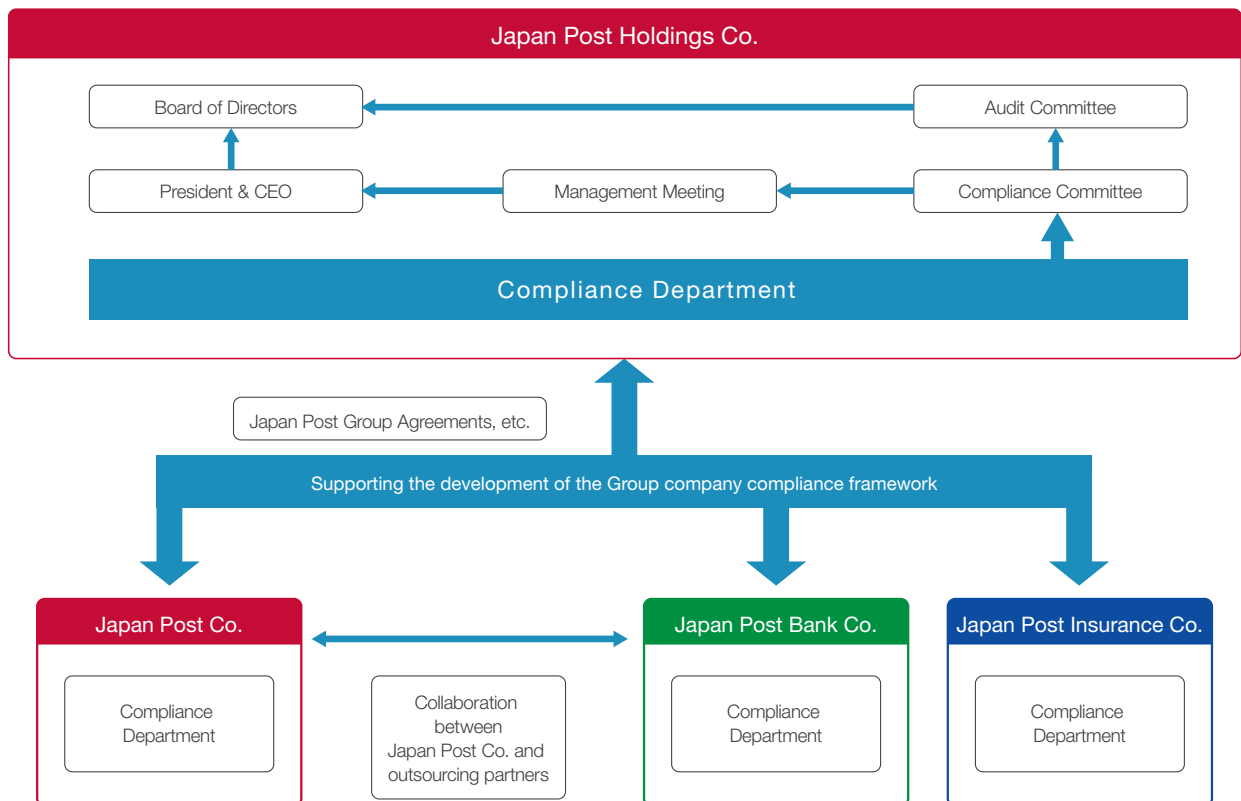 Japan Post Holdings Co.
Board of Directors
Audit Committee
President & CEO
Management Meeting
Compliance Committee
Compliance Department
Japan Post Group Agreements, etc.
Supporting the development of the Group company compliance framework
Japan Post Co.
Japan Post Bank Co.
Japan Post Insurance Co.
Compliance
Department
Collaboration
between
Japan Post Co. and
outsourcing partners
Compliance
Department
Compliance
Department